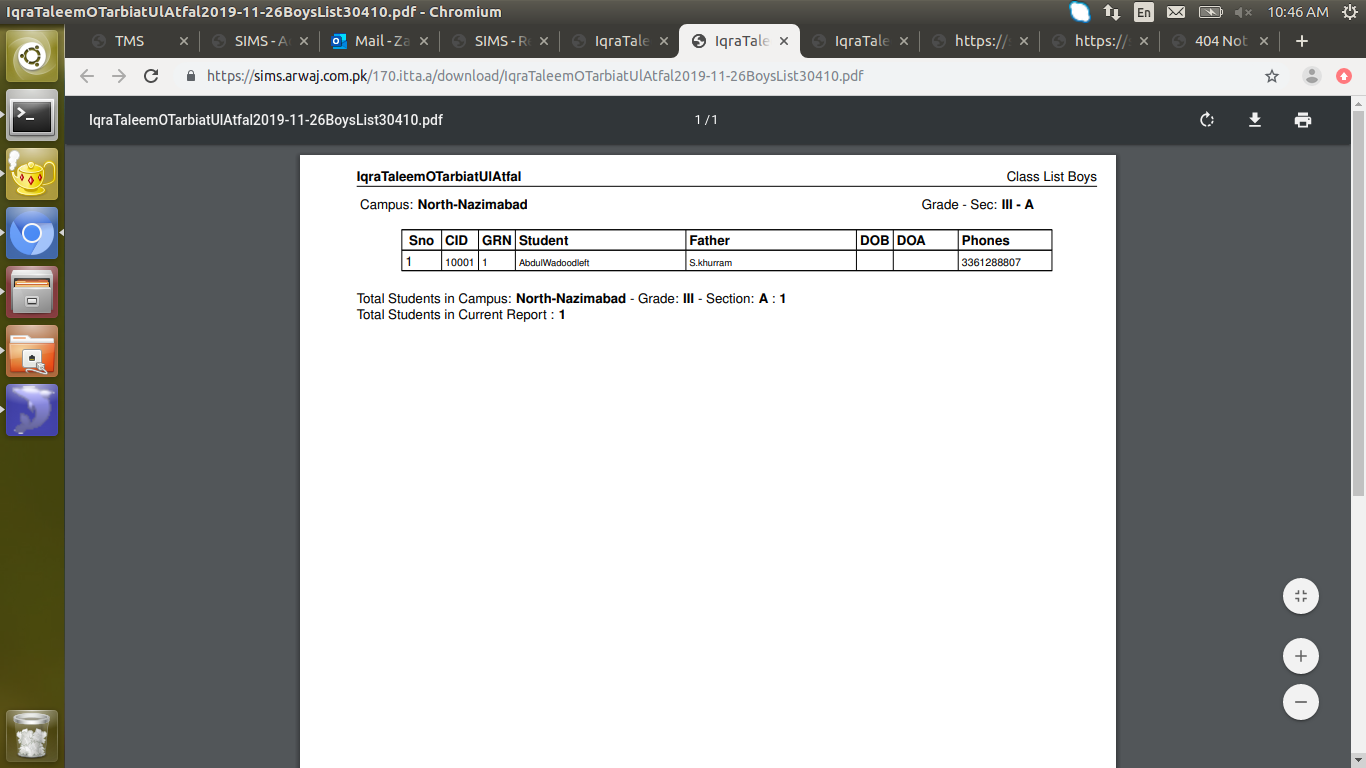 IqraTaleemOTarbiatUlAtfal2019-11-26BoysList30410.pdf - Chromium
En
10:46 AM
TMS
SIMS - A
Mail - Za
SIMS - R
IqraTale
IqraTale
IqraTale
https://
https://
404 Not
https://sims.arwaj.com.pk/170.itta.a/download/IqraTaleemOTarbiatUlAtfal2019-11-26BoysList30410.pdf
IqraTaleemOTarbiatUlAtfal2019-11-26BoysList30410.pdf
1 / 1
IqraTaleemOTarbiatUlAtfal Class List Boys
Campus: North-Nazimabad Grade - Sec: III - A
Sno CID GRN Student Father DOB DOA Phones
1 10001 1 AbdulWadoodleft S.khurram 3361288807
Total Students in Campus: North-Nazimabad - Grade: III - Section: A : 1
Total Students in Current Report : 1